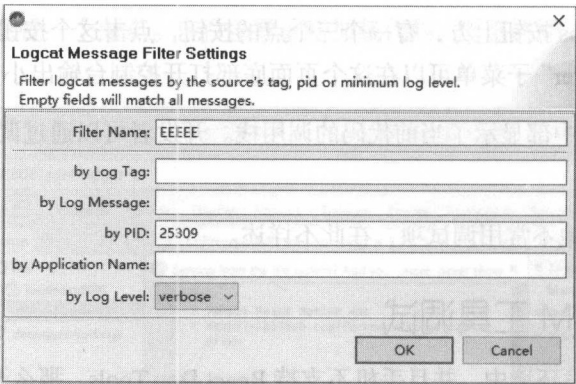 Logcat Message Filter Settings
Filter logcat messages by the source's tag, pid or minimum log level.
Empty fields will match all messages.
Filter Name: EEEEE
by Log Tag:
by Log Message:
by PID: 25309
by Application Name:
by Log Level: verbose
OK
Cancel